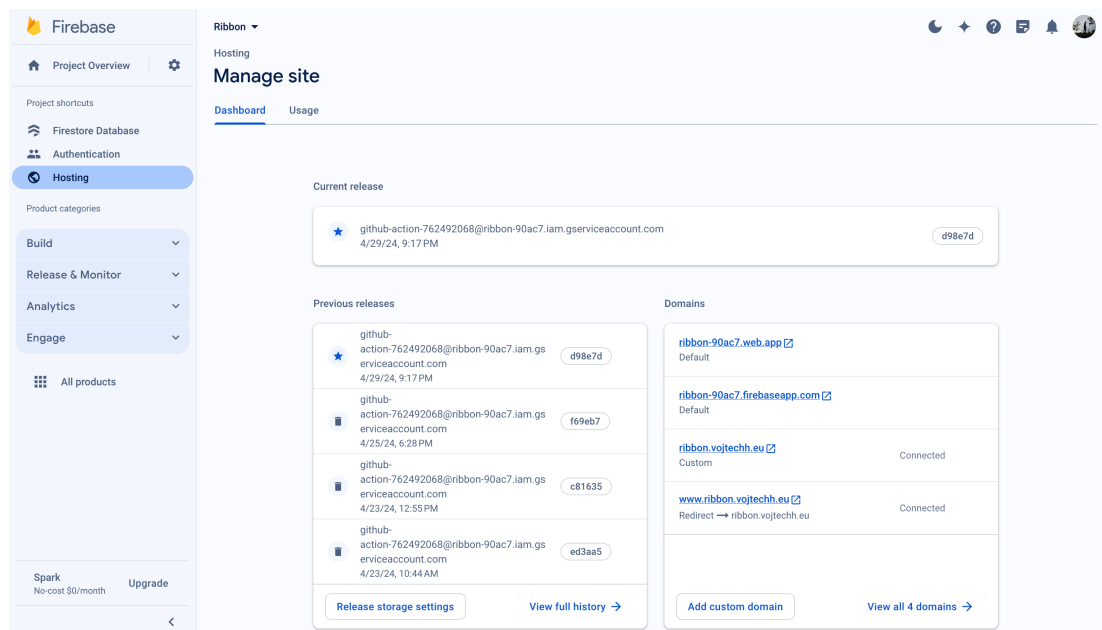 Firebase
Project Overview
Project shortcuts
Firestore Database
Authentication
Hosting
Product categories
Build
Release & Monitor
Analytics
Engage
All products
Spark
No-cost $0/month
Upgrade
Ribbon
Hosting
Manage site
Dashboard
Usage
Current release
github-action-762492068@ribbon-90ac7.iam.gserviceaccount.com
4/29/24, 9:17 PM
d98e7d
Previous releases
github-
action-762492068@ribbon-90ac7.iam.gs
erviceaccount.com
4/29/24, 9:17 PM
d98e7d
github-
action-762492068@ribbon-90ac7.iam.gs
erviceaccount.com
4/25/24, 6:28 PM
f69eb7
github-
action-762492068@ribbon-90ac7.iam.gs
erviceaccount.com
4/23/24, 12:55 PM
c81635
github-
action-762492068@ribbon-90ac7.iam.gs
erviceaccount.com
4/23/24, 10:44 AM
ed3aa5
Release storage settings
View full history
Domains
ribbon-90ac7.web.app
Default
ribbon-90ac7.firebaseapp.com
Default
ribbon.vojtechh.eu
Custom
Connected
www.ribbon.vojtechh.eu
Redirect → ribbon.vojtechh.eu
Connected
Add custom domain
View all 4 domains